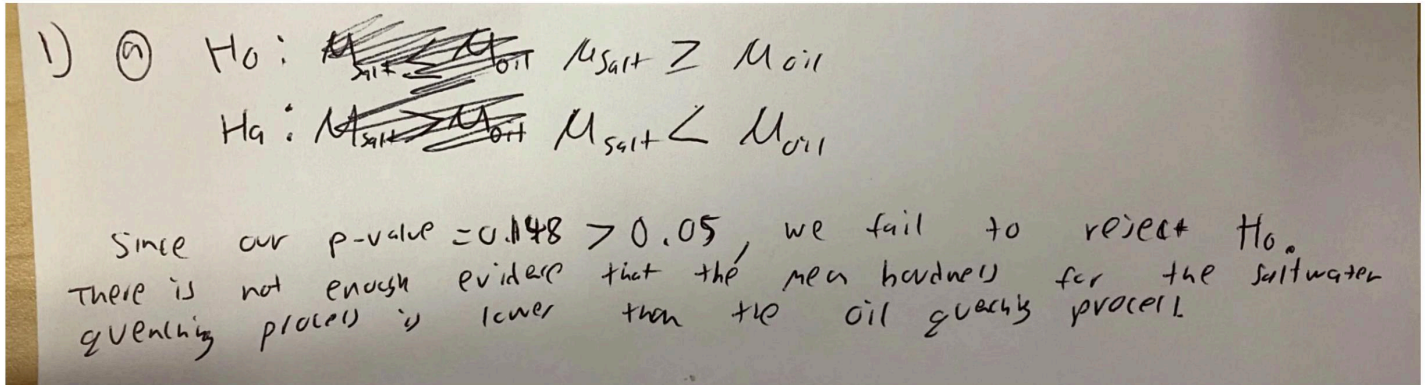 1) ⓐ Ho: μsalt ≥ μoil
Ha: μsalt < μoil
Since our p-value = 0.148 > 0.05, we fail to reject Ho.
There is not enough evidence that the mean hardness for the saltwater
quenching process is lower than the oil quenching process.